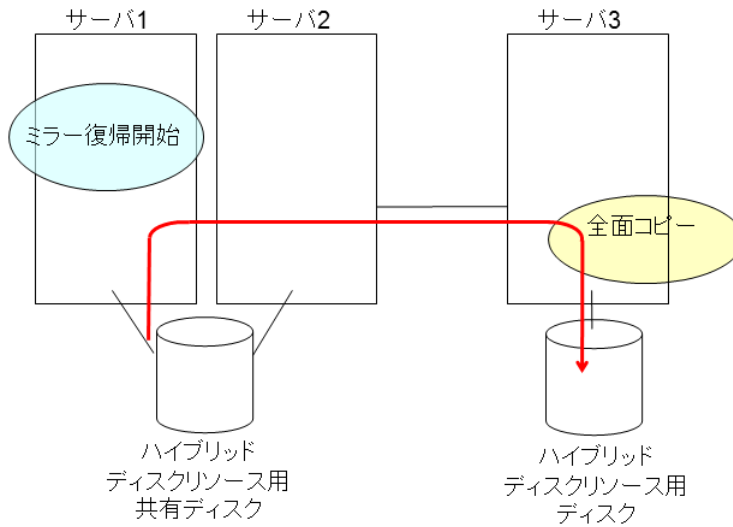 サーバ1
サーバ2
サーバ3
ミラー復帰開始
全面コピー
ハイブリッド
ディスクリソース用
共有ディスク
ハイブリッド
ディスクリソース用
ディスク